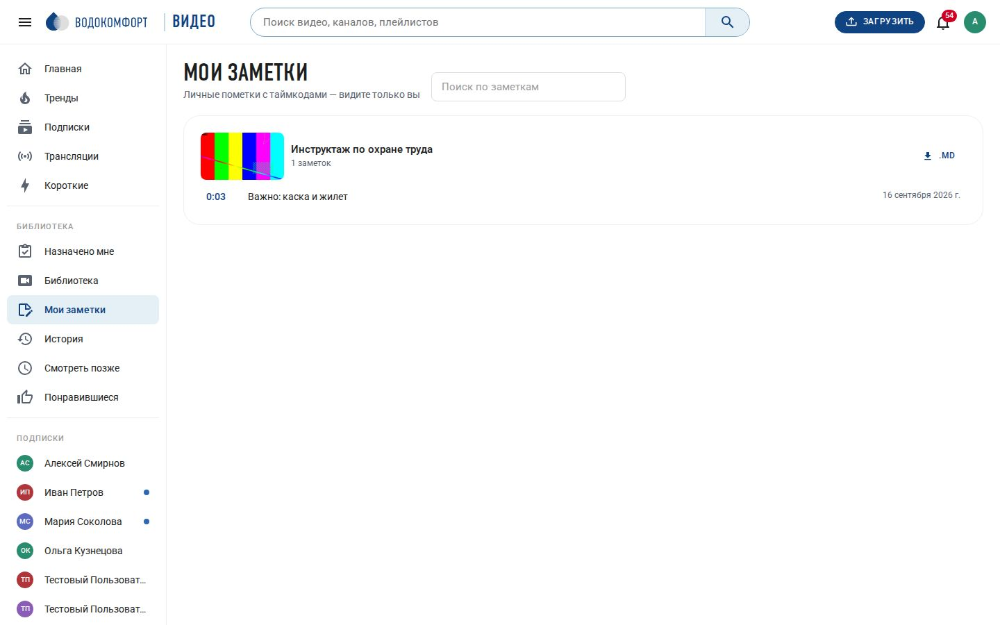 ВОДОКОМФОРТ
ВИДЕО
Поиск видео, каналов, плейлистов
ЗАГРУЗИТЬ
54
А
Главная
Тренды
Подписки
Трансляции
Короткие
БИБЛИОТЕКА
Назначено мне
Библиотека
Мои заметки
История
Смотреть позже
Понравившиеся
ПОДПИСКИ
АС Алексей Смирнов
ИП Иван Петров
МС Мария Соколова
ОК Ольга Кузнецова
ТП Тестовый Пользоват…
ТП Тестовый Пользоват…
МОИ ЗАМЕТКИ
Личные пометки с таймкодами — видите только вы
Поиск по заметкам
Инструктаж по охране труда
1 заметок
.MD
0:03 Важно: каска и жилет
16 сентября 2026 г.